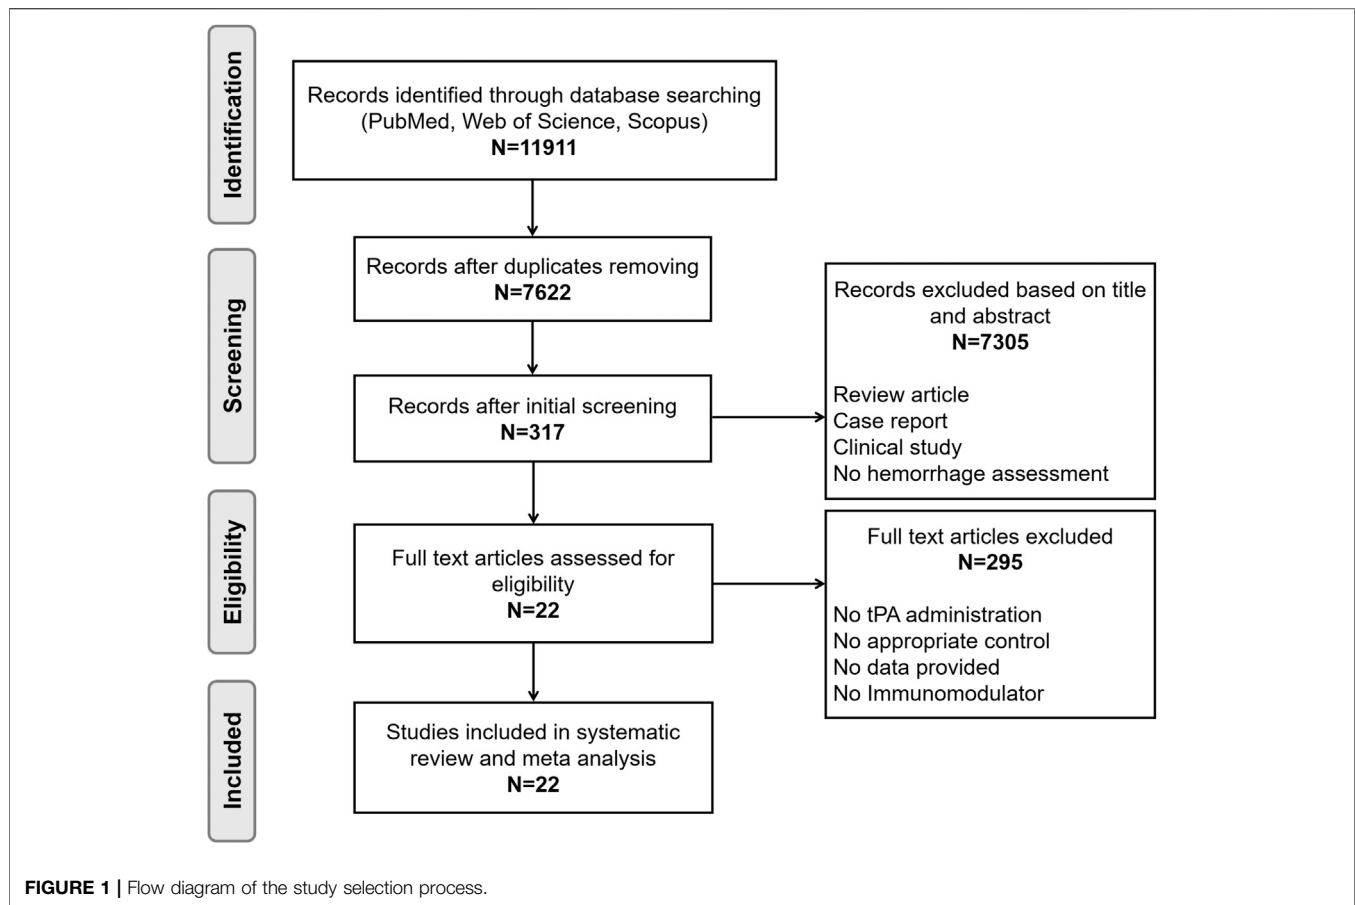 Identification
Records identified through database searching
(PubMed, Web of Science, Scopus)
N=11911
Screening
Records after duplicates removing
N=7622
Records after initial screening
N=317
Records excluded based on title
and abstract
N=7305
Review article
Case report
Clinical study
No hemorrhage assessment
Eligibility
Full text articles assessed for
eligibility
N=22
Full text articles excluded
N=295
No tPA administration
No appropriate control
No data provided
No Immunomodulator
Included
Studies included in systematic
review and meta analysis
N=22
FIGURE 1 | Flow diagram of the study selection process.